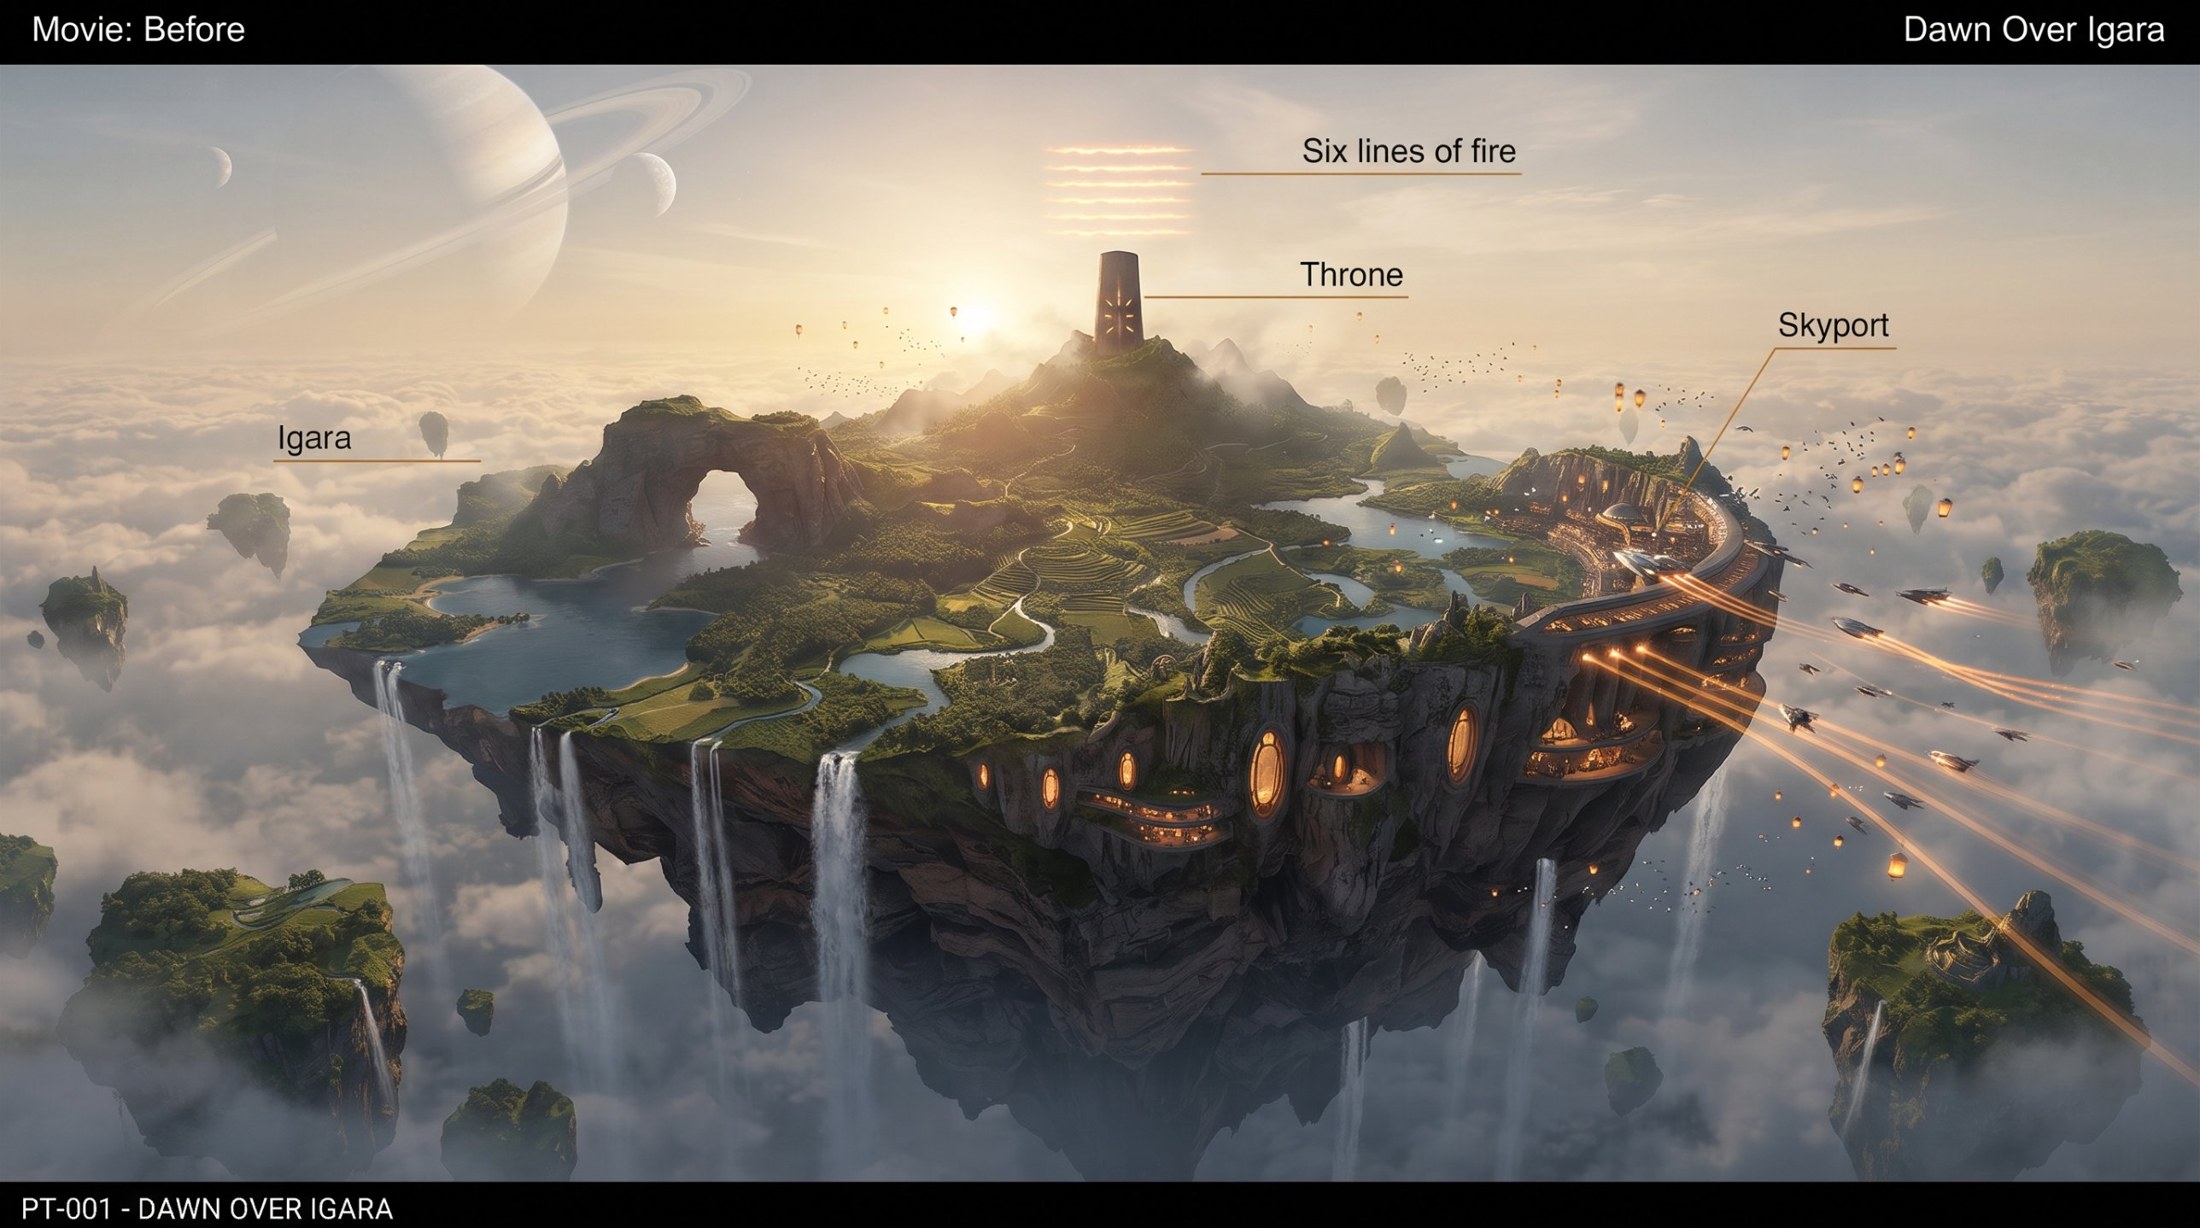 Movie: Before
Dawn Over Igara
Six lines of fire
Throne
Skyport
Igara
PT-001 - DAWN OVER IGARA